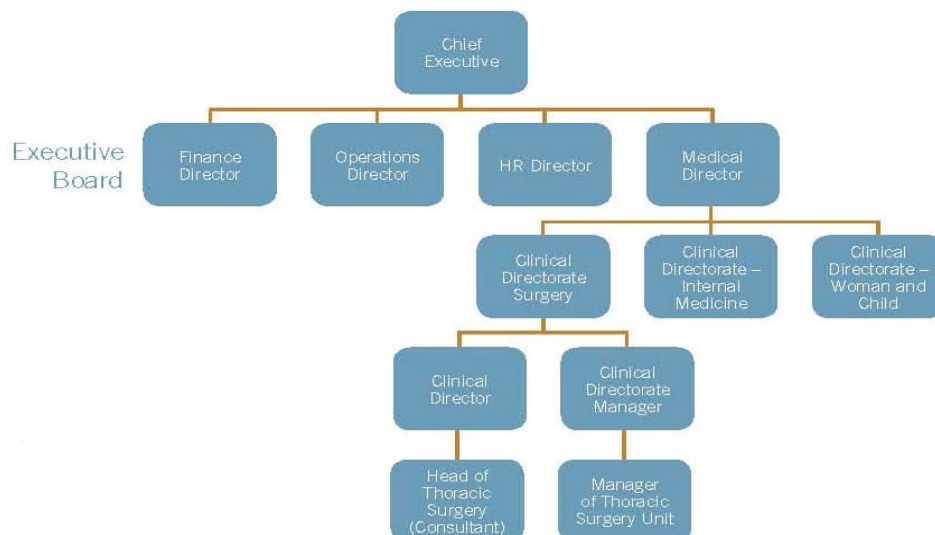 Chief
Executive
Executive
Board
Finance
Director
Operations
Director
HR Director
Medical
Director
Clinical
Directorate
Surgery
Clinical
Directorate –
Internal
Medicine
Clinical
Directorate –
Woman and
Child
Clinical
Director
Clinical
Directorate
Manager
Head of
Thoracic
Surgery
(Consultant)
Manager
of Thoracic
Surgery Unit